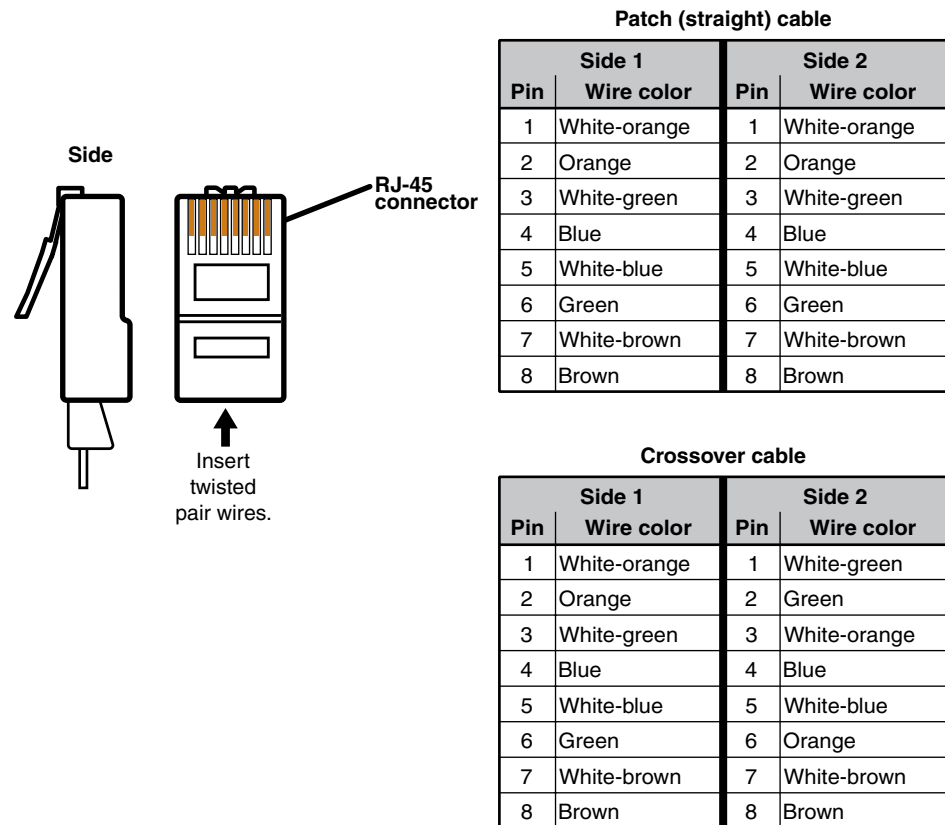 Side
RJ-45
connector
Insert
twisted
pair wires.
Patch (straight) cable
Side 1 Side 2
Pin Wire color Pin Wire color
1 White-orange 1 White-orange
2 Orange 2 Orange
3 White-green 3 White-green
4 Blue 4 Blue
5 White-blue 5 White-blue
6 Green 6 Green
7 White-brown 7 White-brown
8 Brown 8 Brown
Crossover cable
Side 1 Side 2
Pin Wire color Pin Wire color
1 White-orange 1 White-green
2 Orange 2 Green
3 White-green 3 White-orange
4 Blue 4 Blue
5 White-blue 5 White-blue
6 Green 6 Orange
7 White-brown 7 White-brown
8 Brown 8 Brown